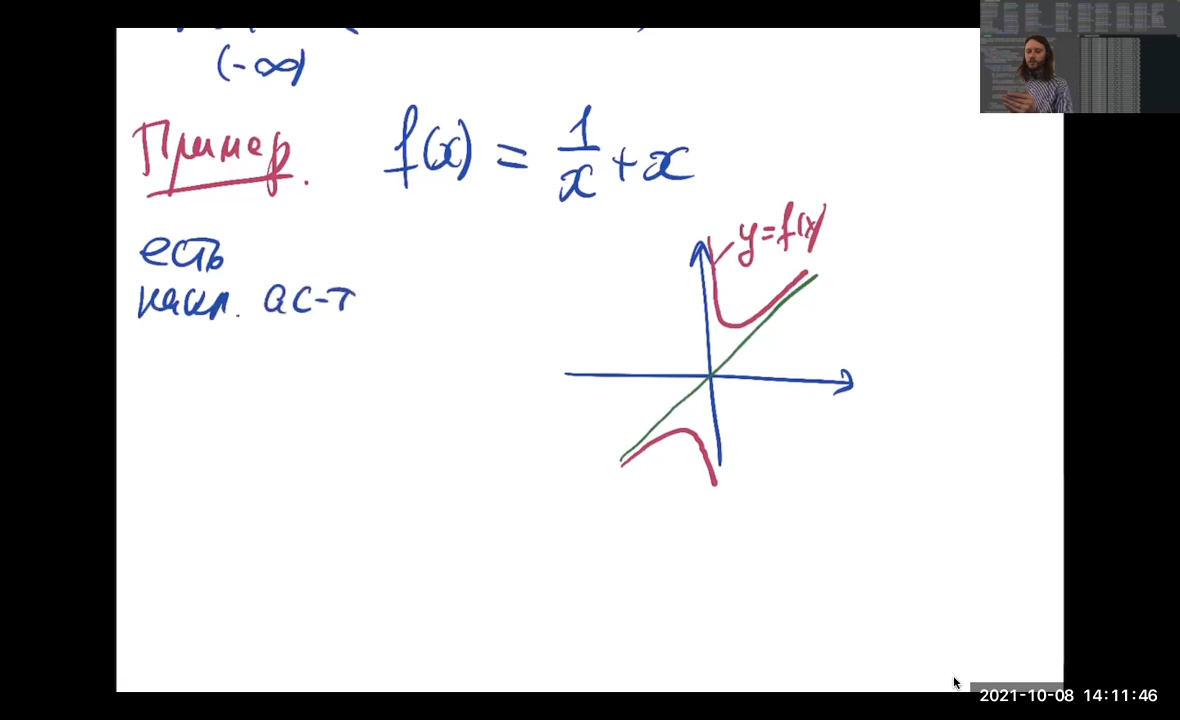 (-∞)
Пример. f(x) = 1/x + x
y=f(x)
есть
накл. ас-т
2021-10-08 14:11:46